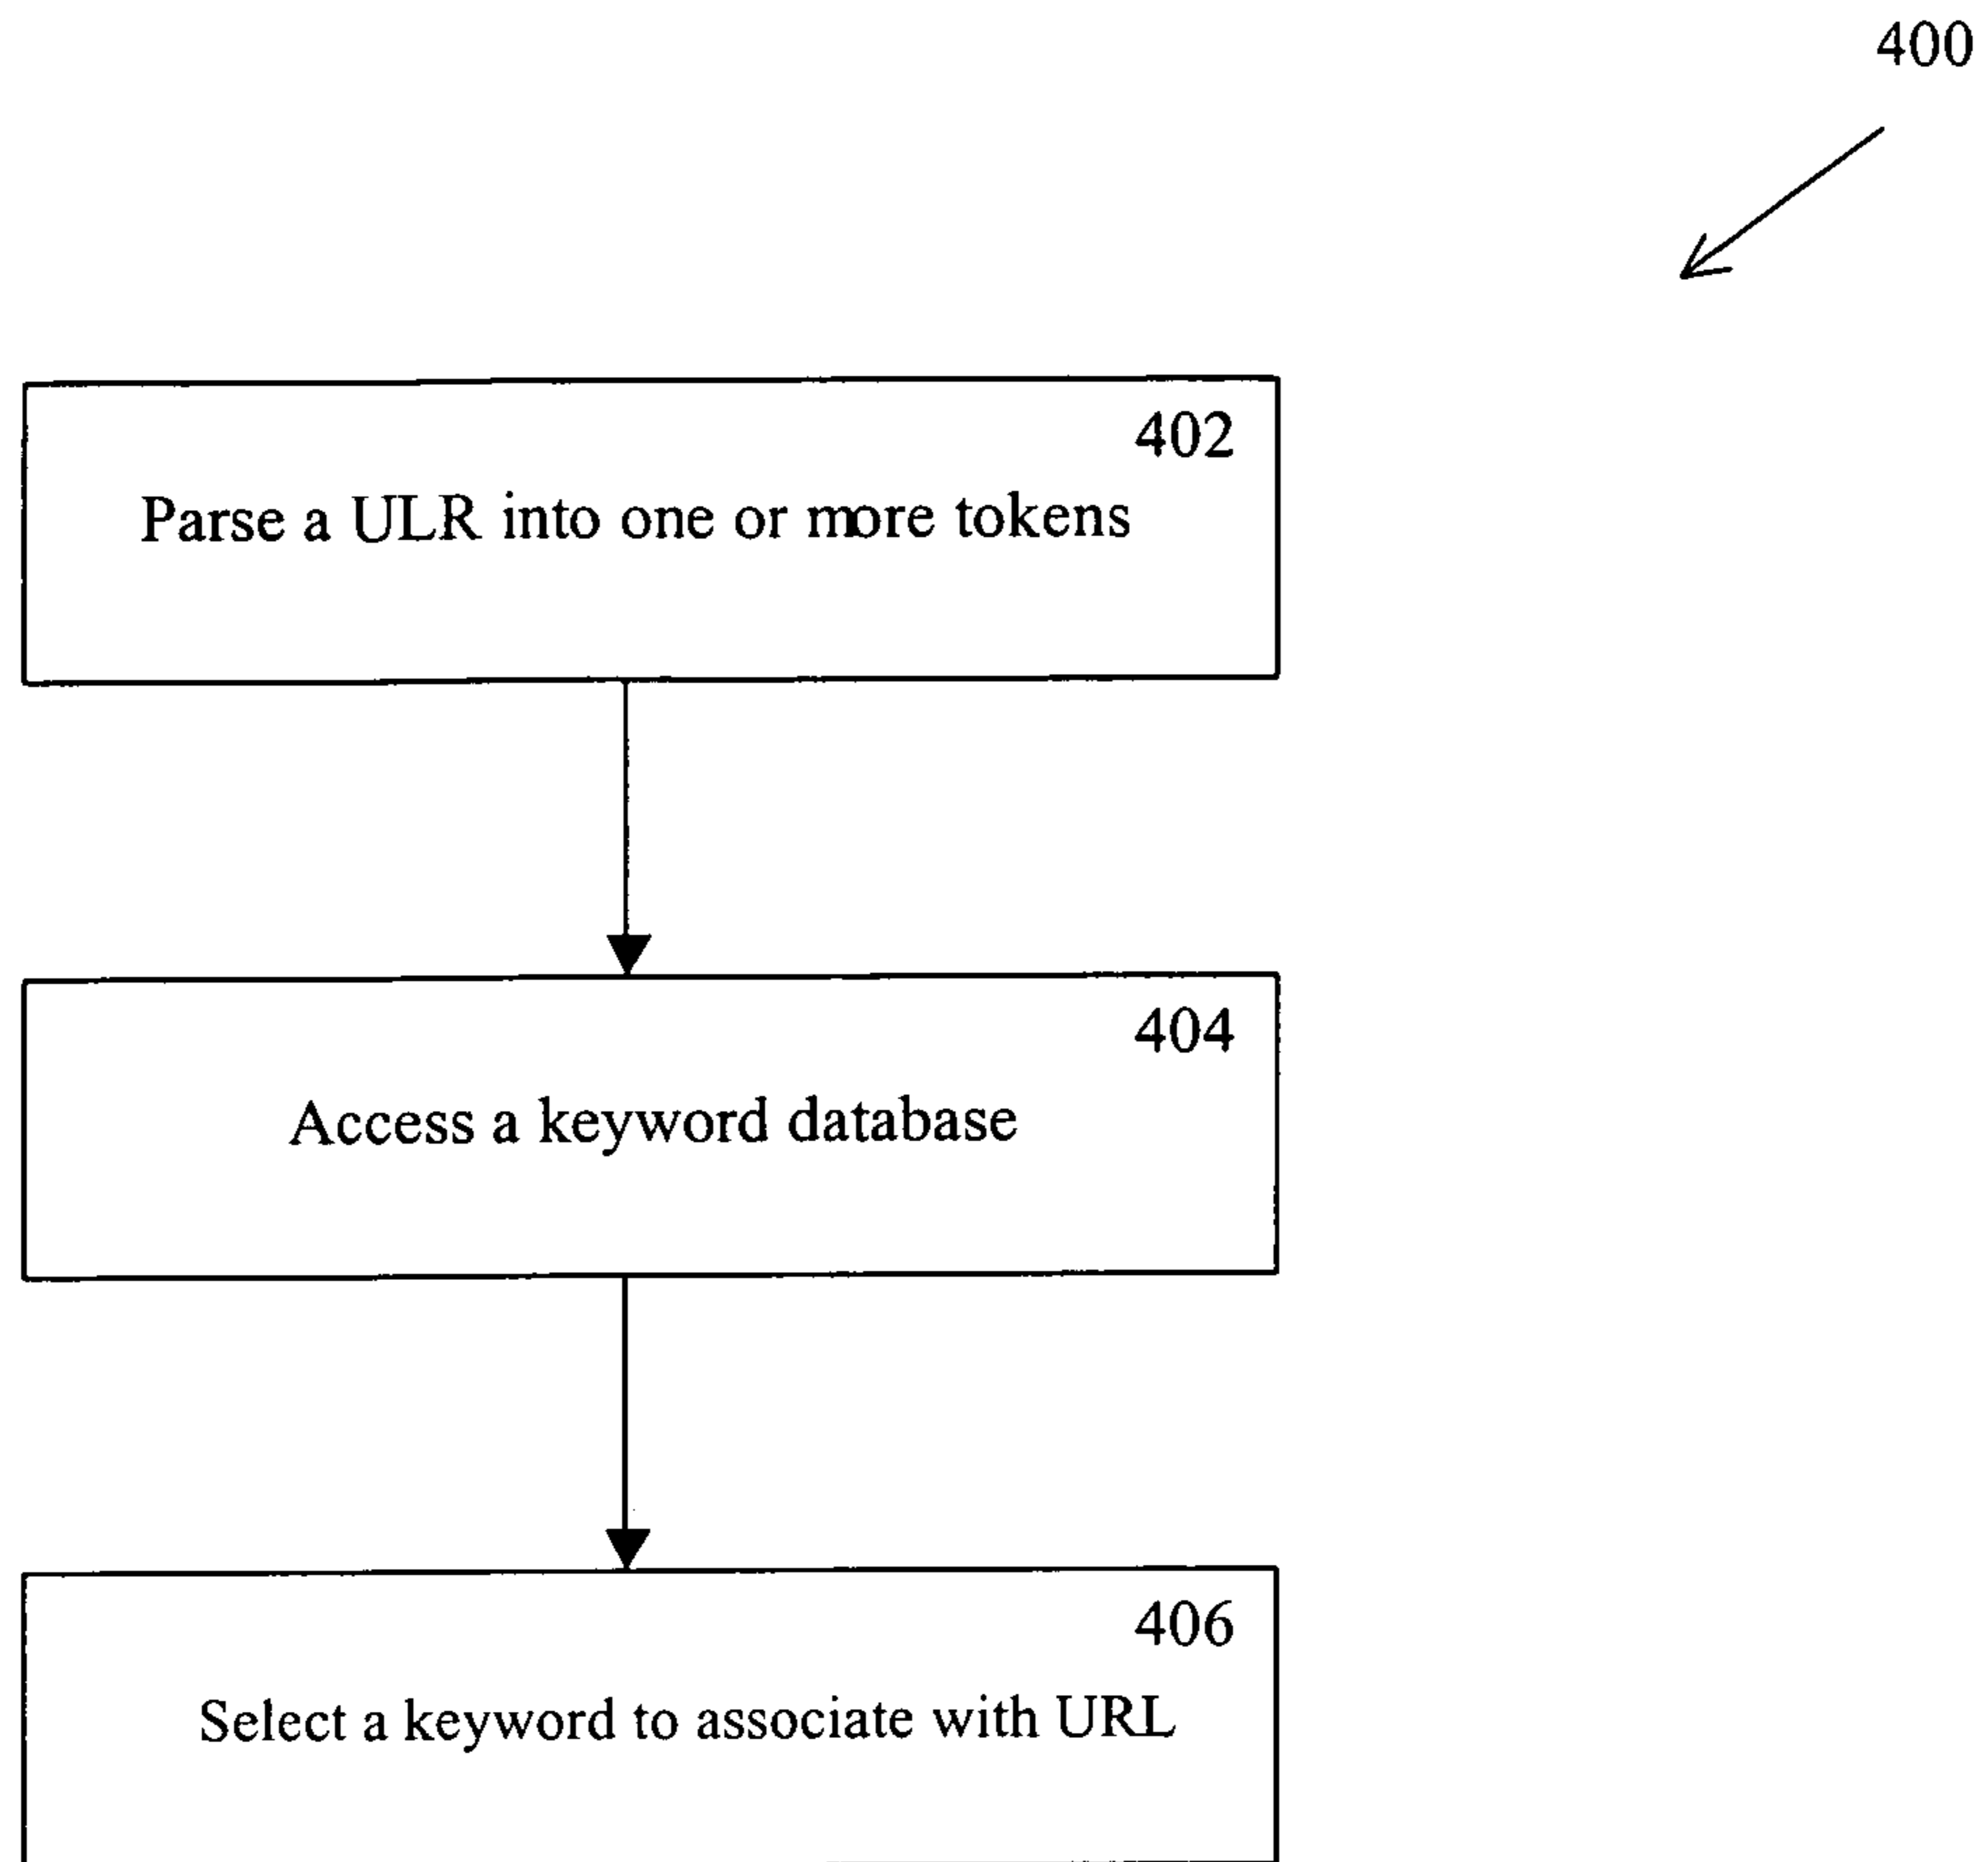 400
402
Parse a ULR into one or more tokens
404
Access a keyword database
406
Select a keyword to associate with URL